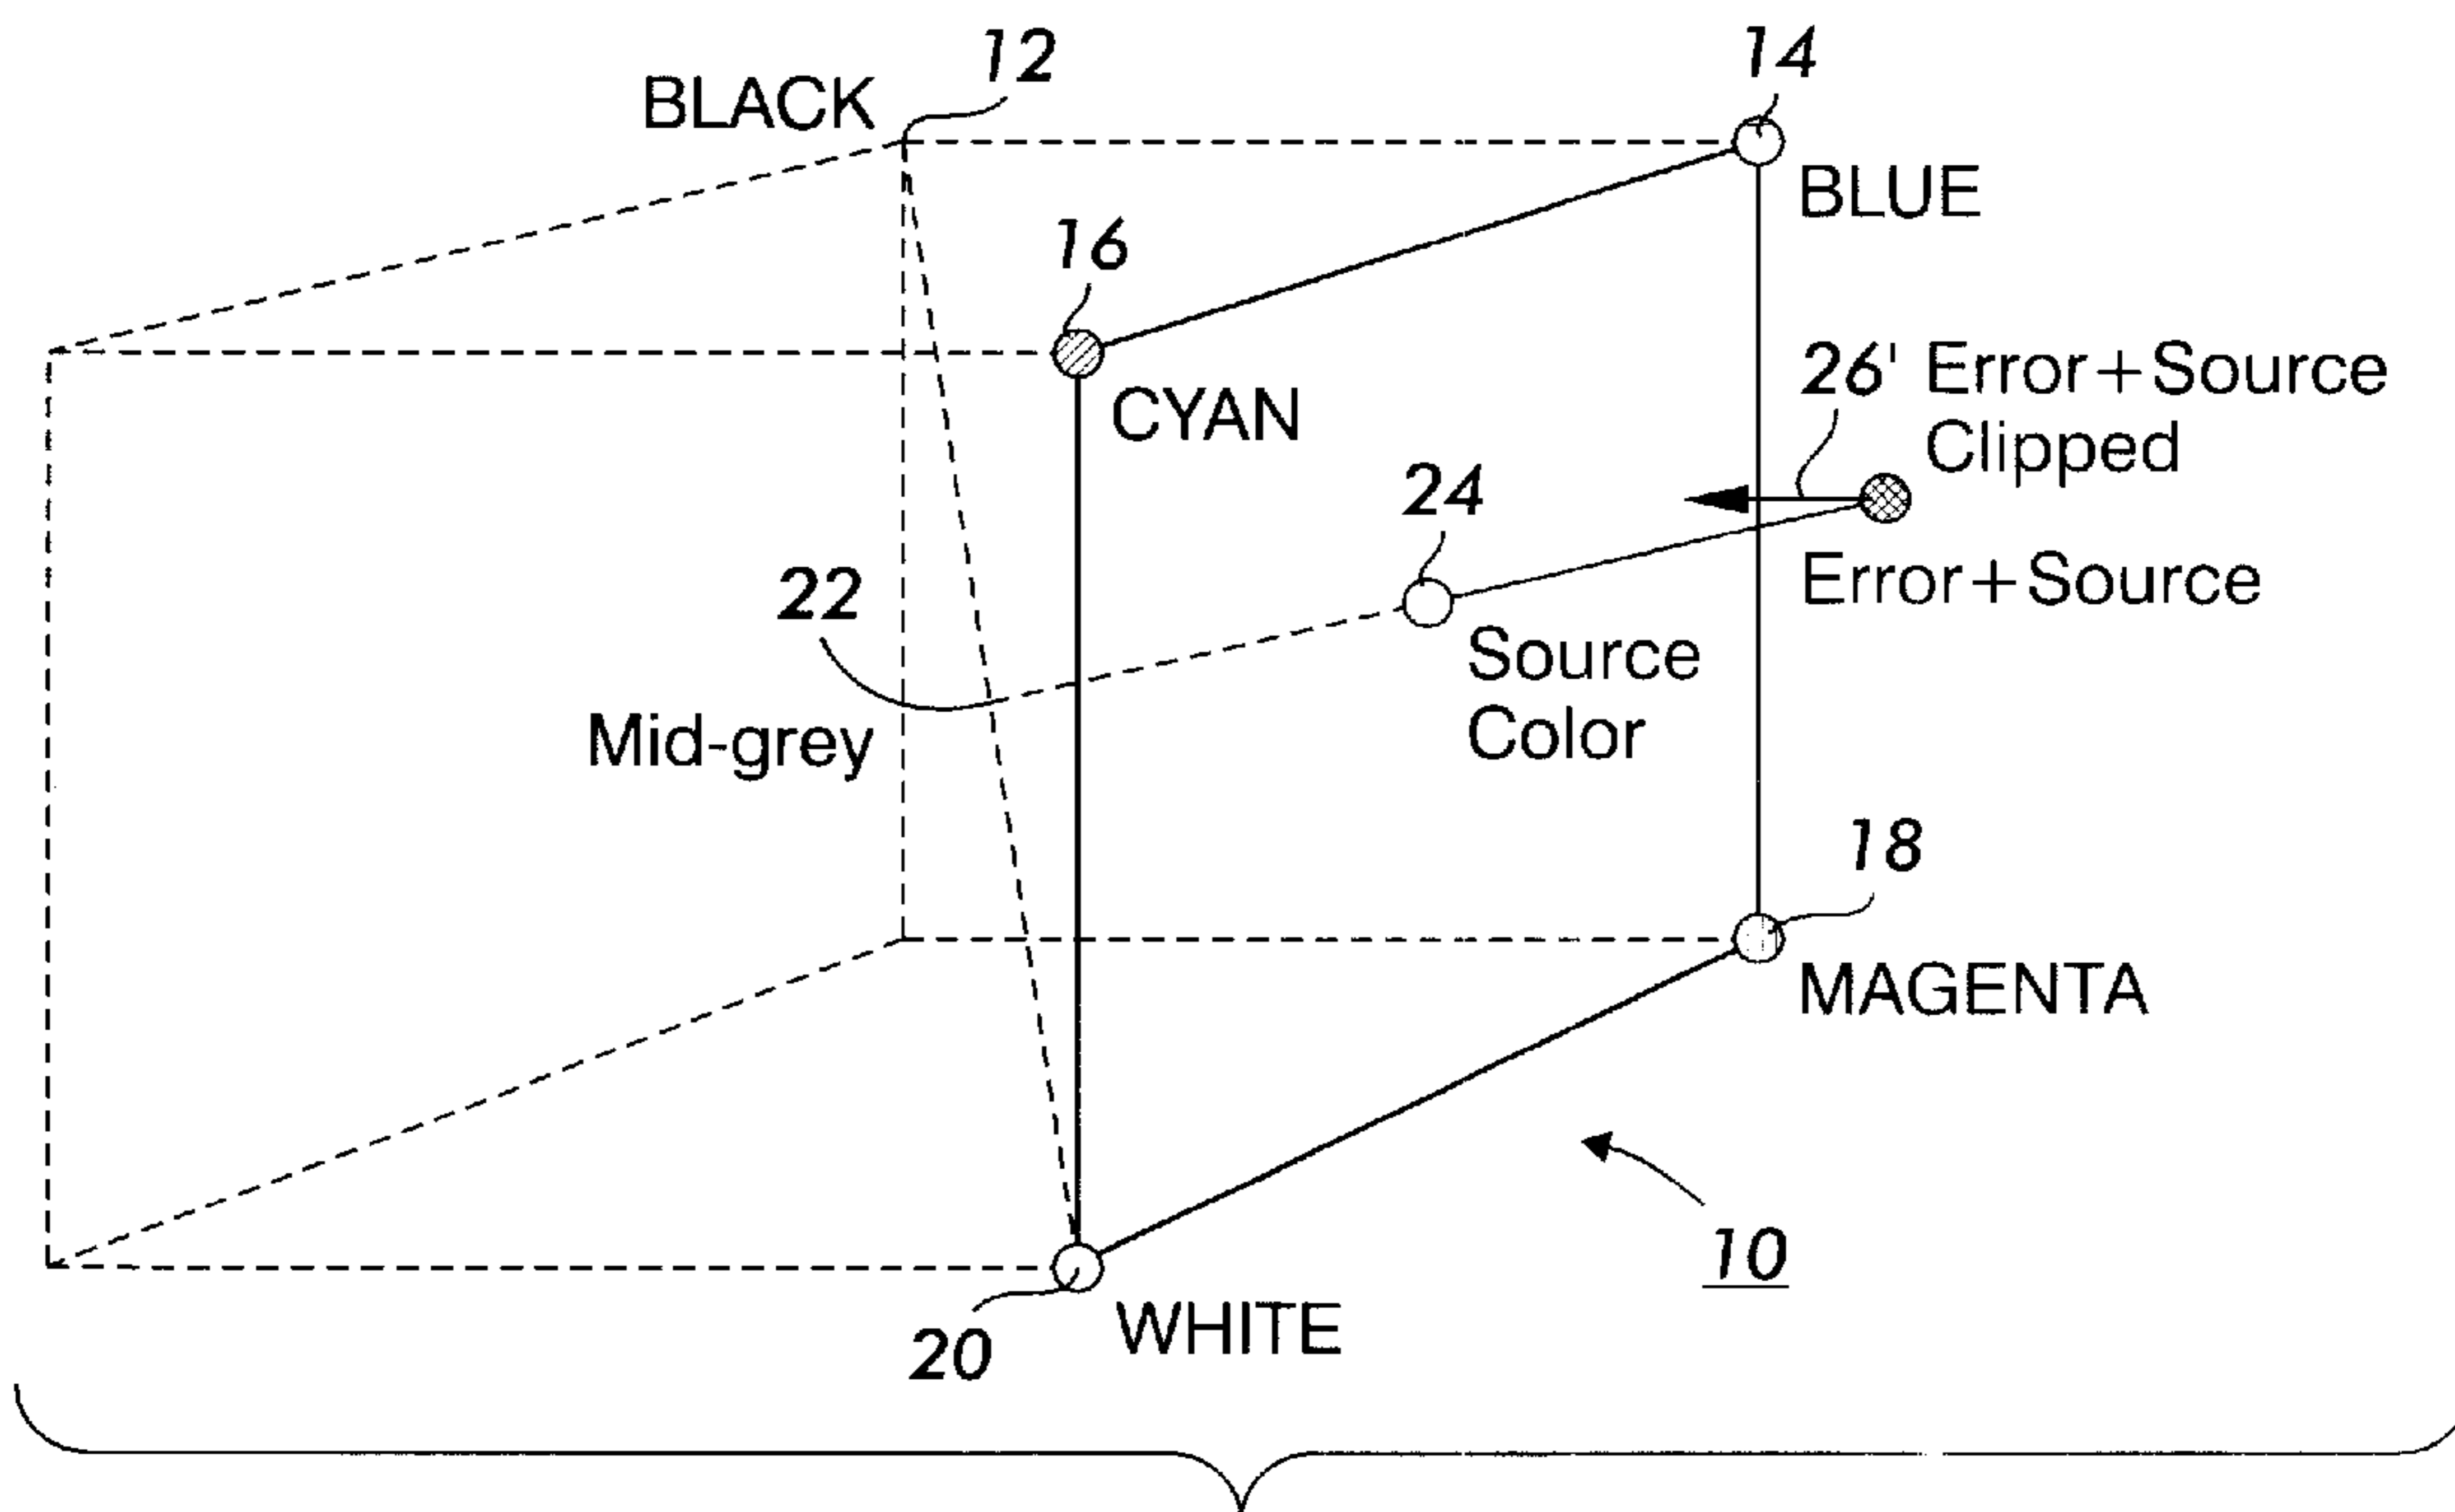 12
14
BLACK
BLUE
16
CYAN
26' Error+Source
Clipped
24
Error+Source
22
Source
Color
Mid-grey
18
MAGENTA
10
WHITE
20